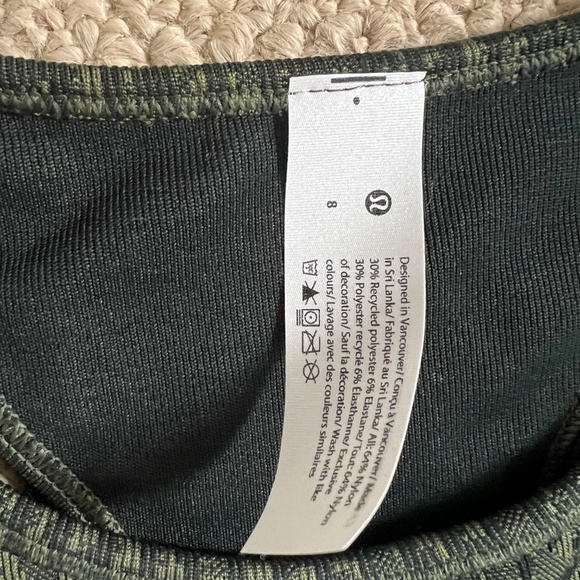 8
Designed in Vancouver/ Conçu à Vancouver/ Made
in Sri Lanka/ Fabriqué au Sri Lanka/ All: 64% Nylon
30% Recycled polyester 6% Elastane/ Tout: 64% Nylon
30% Polyester recyclé 6% Élasthanne/ Exclusive
of decoration/ Sauf la décoration/ Wash with like
colours/ Lavage avec des couleurs similaires